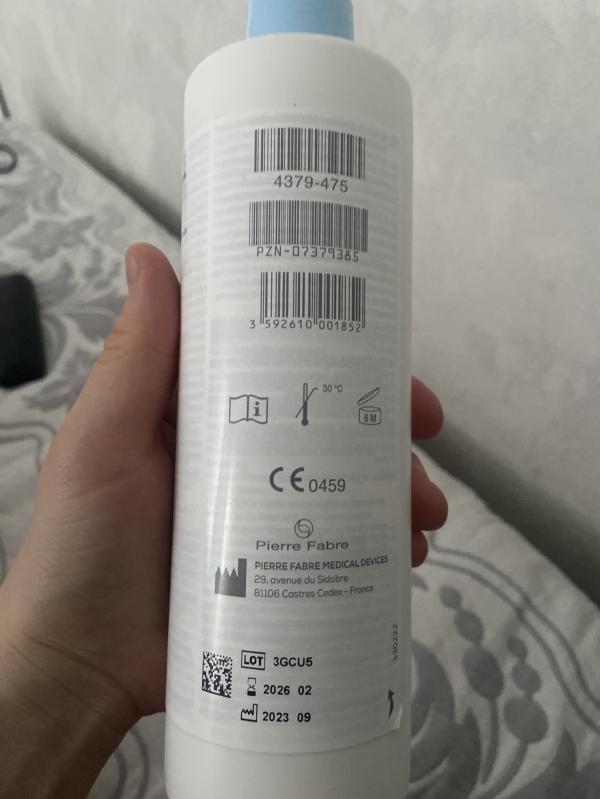 4379-475
PZN-07379385
3 592610 001852
30 °C
6 M
CE 0459
Pierre Fabre
PIERRE FABRE MEDICAL DEVICES
29, avenue du Sidobre
81106 Castres Cedex - France
330222
LOT 3GCU5
2026 02
2023 09